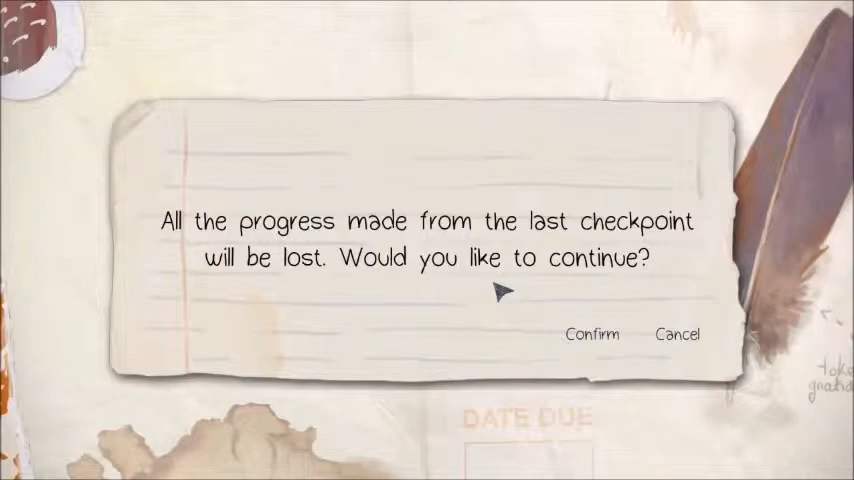 All the progress made from the last checkpoint
will be lost. Would you like to continue?
Confirm Cancel
DATE DUE